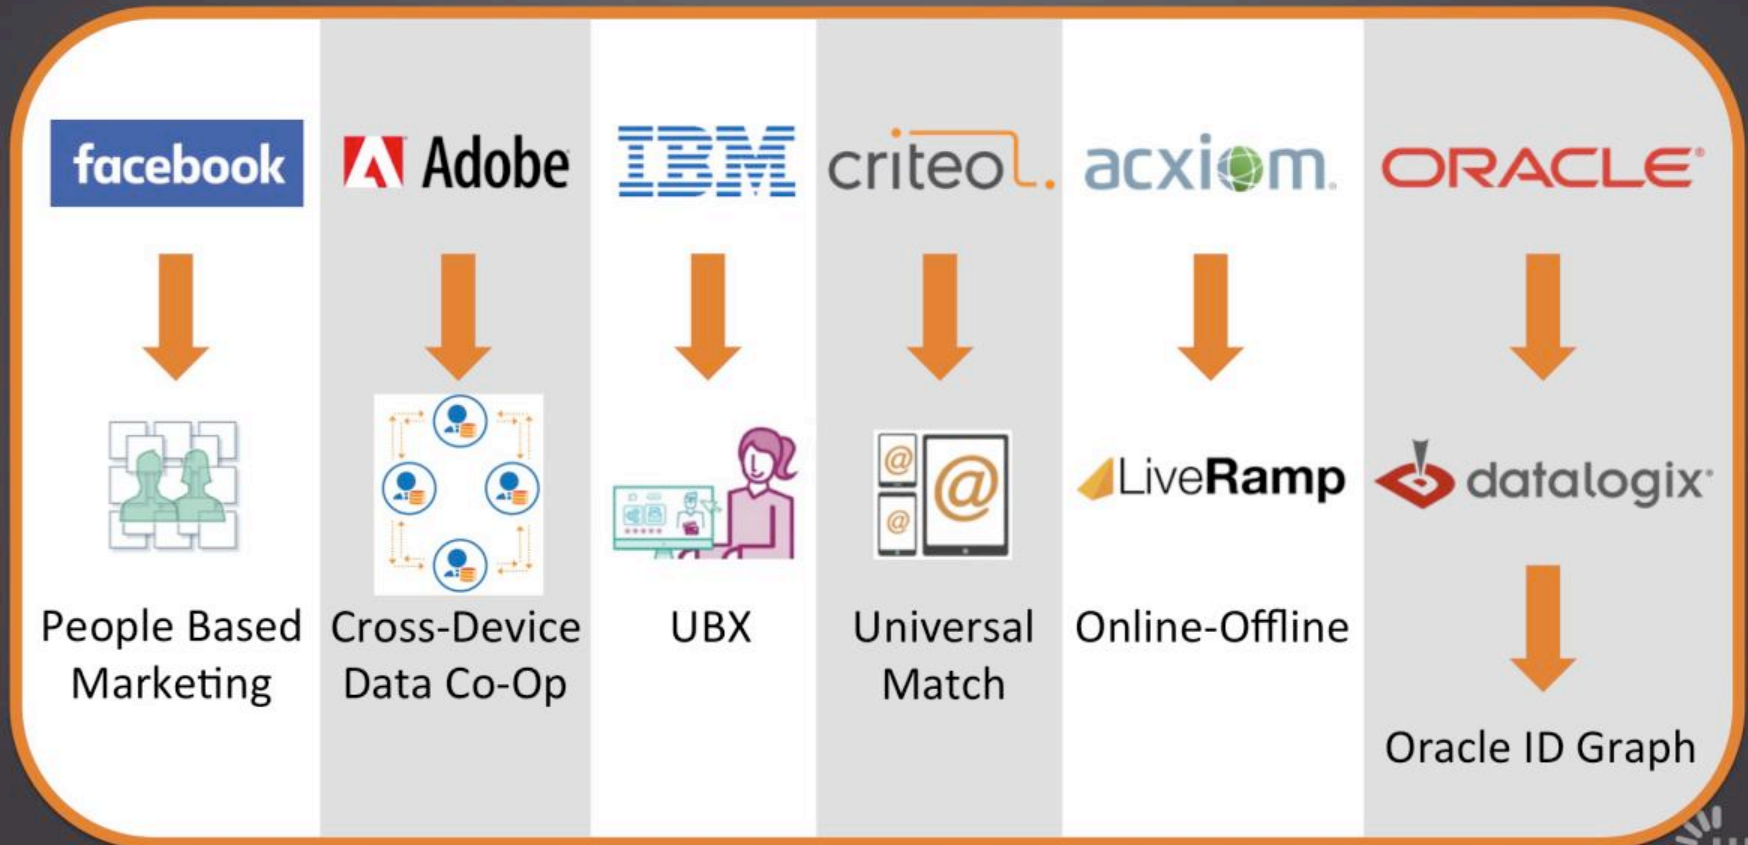 facebook
Adobe
IBM
criteo
acxiom
ORACLE
@
@
@
LiveRamp
datalogix
People Based
Marketing
Cross-Device
Data Co-Op
UBX
Universal
Match
Online-Offline
Oracle ID Graph